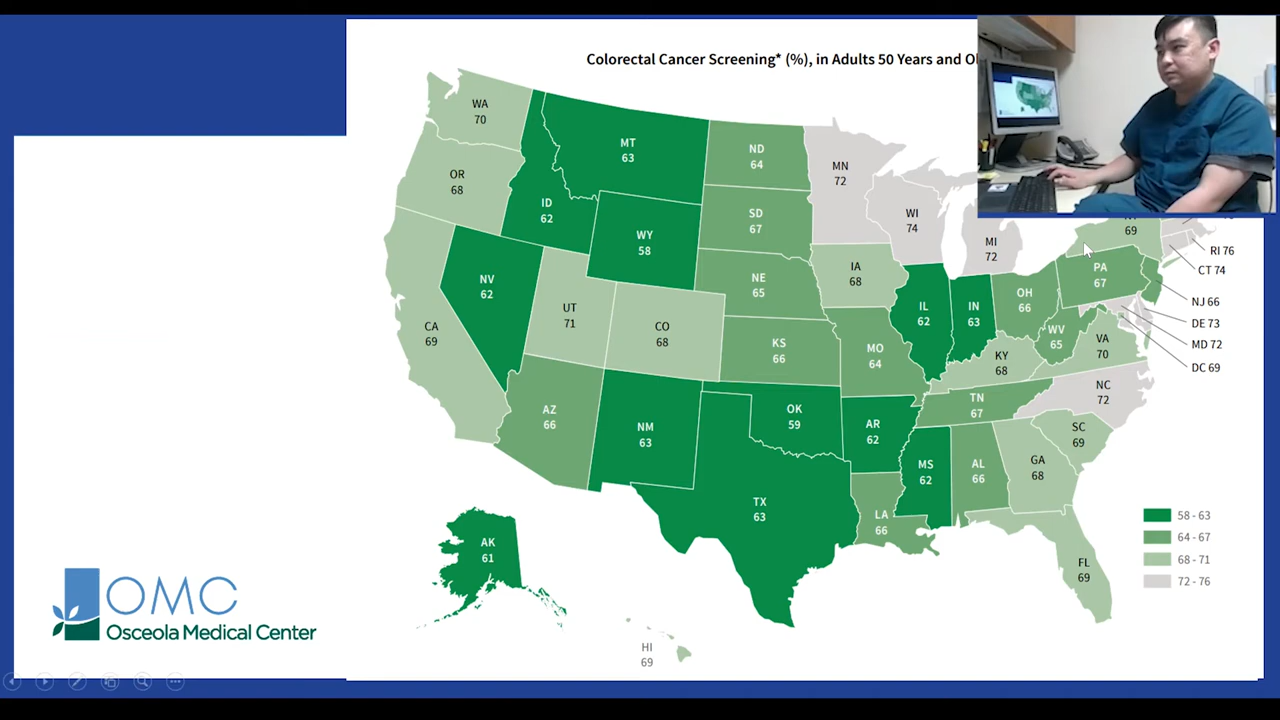 Colorectal Cancer Screening* (%), in Adults 50 Years and Ol
WA
70
MT
63
ND
64
MN
72
OR
68
ID
62
SD
67
WI
74
MI
72
69
WY
58
RI 76
CT 74
NV
62
NE
65
IA
68
PA
67
UT
71
CO
68
IL
62
IN
63
OH
66
NJ 66
CA
69
KS
66
MO
64
WV
65
VA
70
DE 73
MD 72
DC 69
KY
68
NC
72
AZ
66
NM
63
OK
59
AR
62
TN
67
SC
69
MS
62
AL
66
GA
68
TX
63
LA
66
AK
61
FL
69
HI
69
58 - 63
64 - 67
68 - 71
72 - 76
OMC
Osceola Medical Center